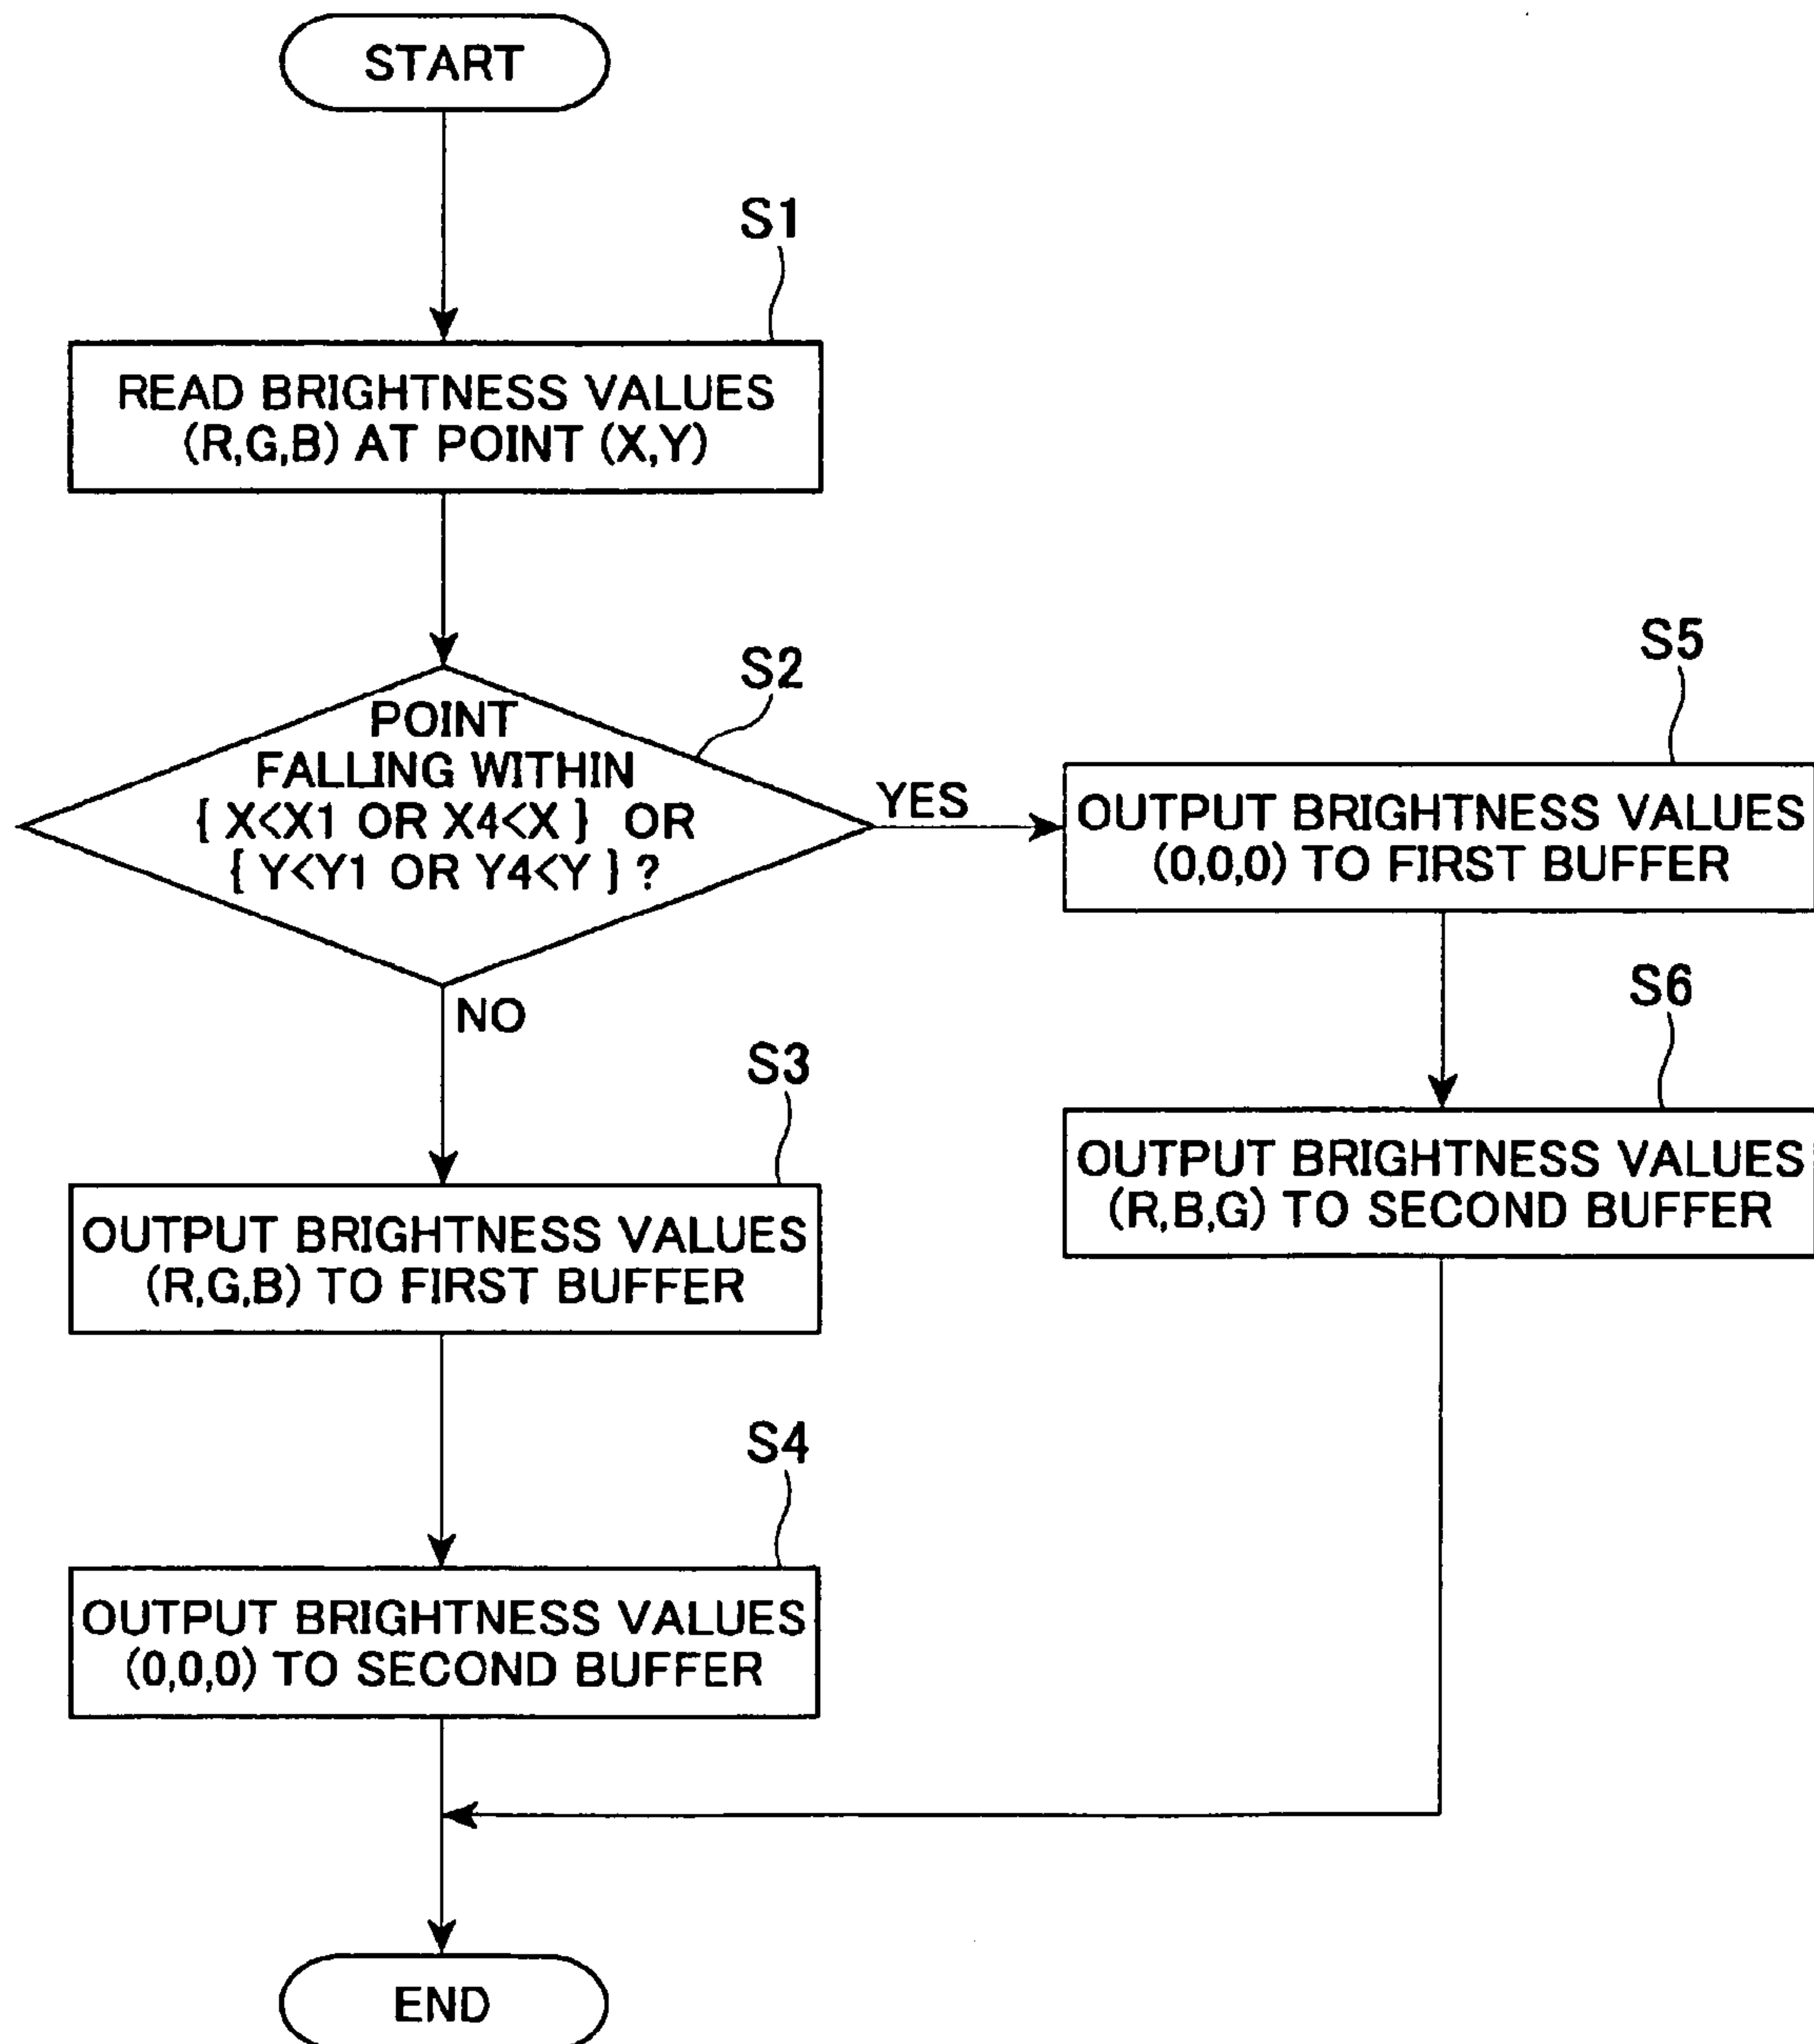 START
S1
READ BRIGHTNESS VALUES
(R,G,B) AT POINT (X,Y)
S2
POINT
FALLING WITHIN
{ X<X1 OR X4<X } OR
{ Y<Y1 OR Y4<Y } ?
YES
NO
S5
OUTPUT BRIGHTNESS VALUES
(0,0,0) TO FIRST BUFFER
S6
OUTPUT BRIGHTNESS VALUES
(R,B,G) TO SECOND BUFFER
S3
OUTPUT BRIGHTNESS VALUES
(R,G,B) TO FIRST BUFFER
S4
OUTPUT BRIGHTNESS VALUES
(0,0,0) TO SECOND BUFFER
END